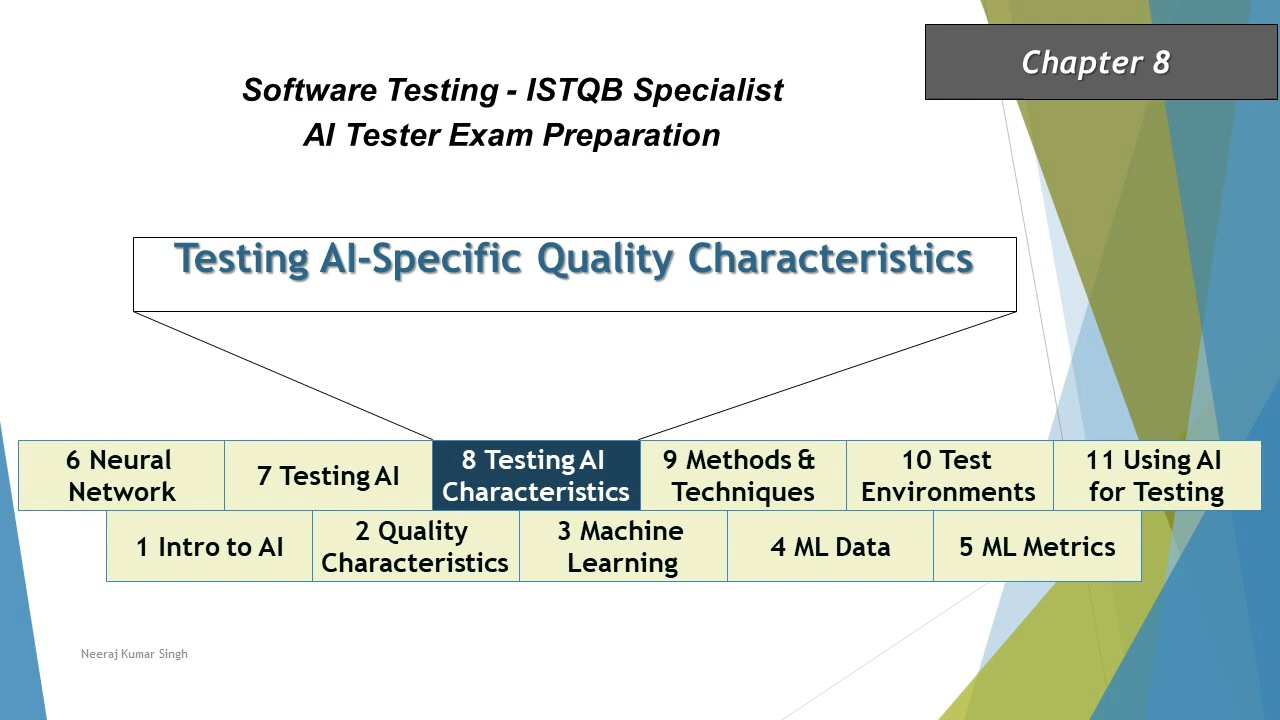 Chapter 8
Software Testing - ISTQB Specialist
AI Tester Exam Preparation
Testing AI-Specific Quality Characteristics
6 Neural
Network
7 Testing AI
8 Testing AI
Characteristics
9 Methods &
Techniques
10 Test
Environments
11 Using AI
for Testing
1 Intro to AI
2 Quality
Characteristics
3 Machine
Learning
4 ML Data
5 ML Metrics
Neeraj Kumar Singh